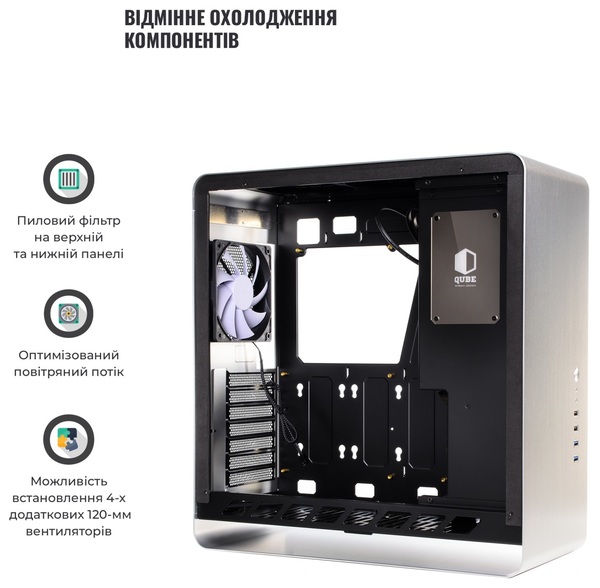 ВІДМІННЕ ОХОЛОДЖЕННЯ
КОМПОНЕНТІВ
Пиловий фільтр
на верхній
та нижній панелі
Оптимізований
повітряний потік
Можливість
встановлення 4-х
додаткових 120-мм
вентиляторів
QUBE